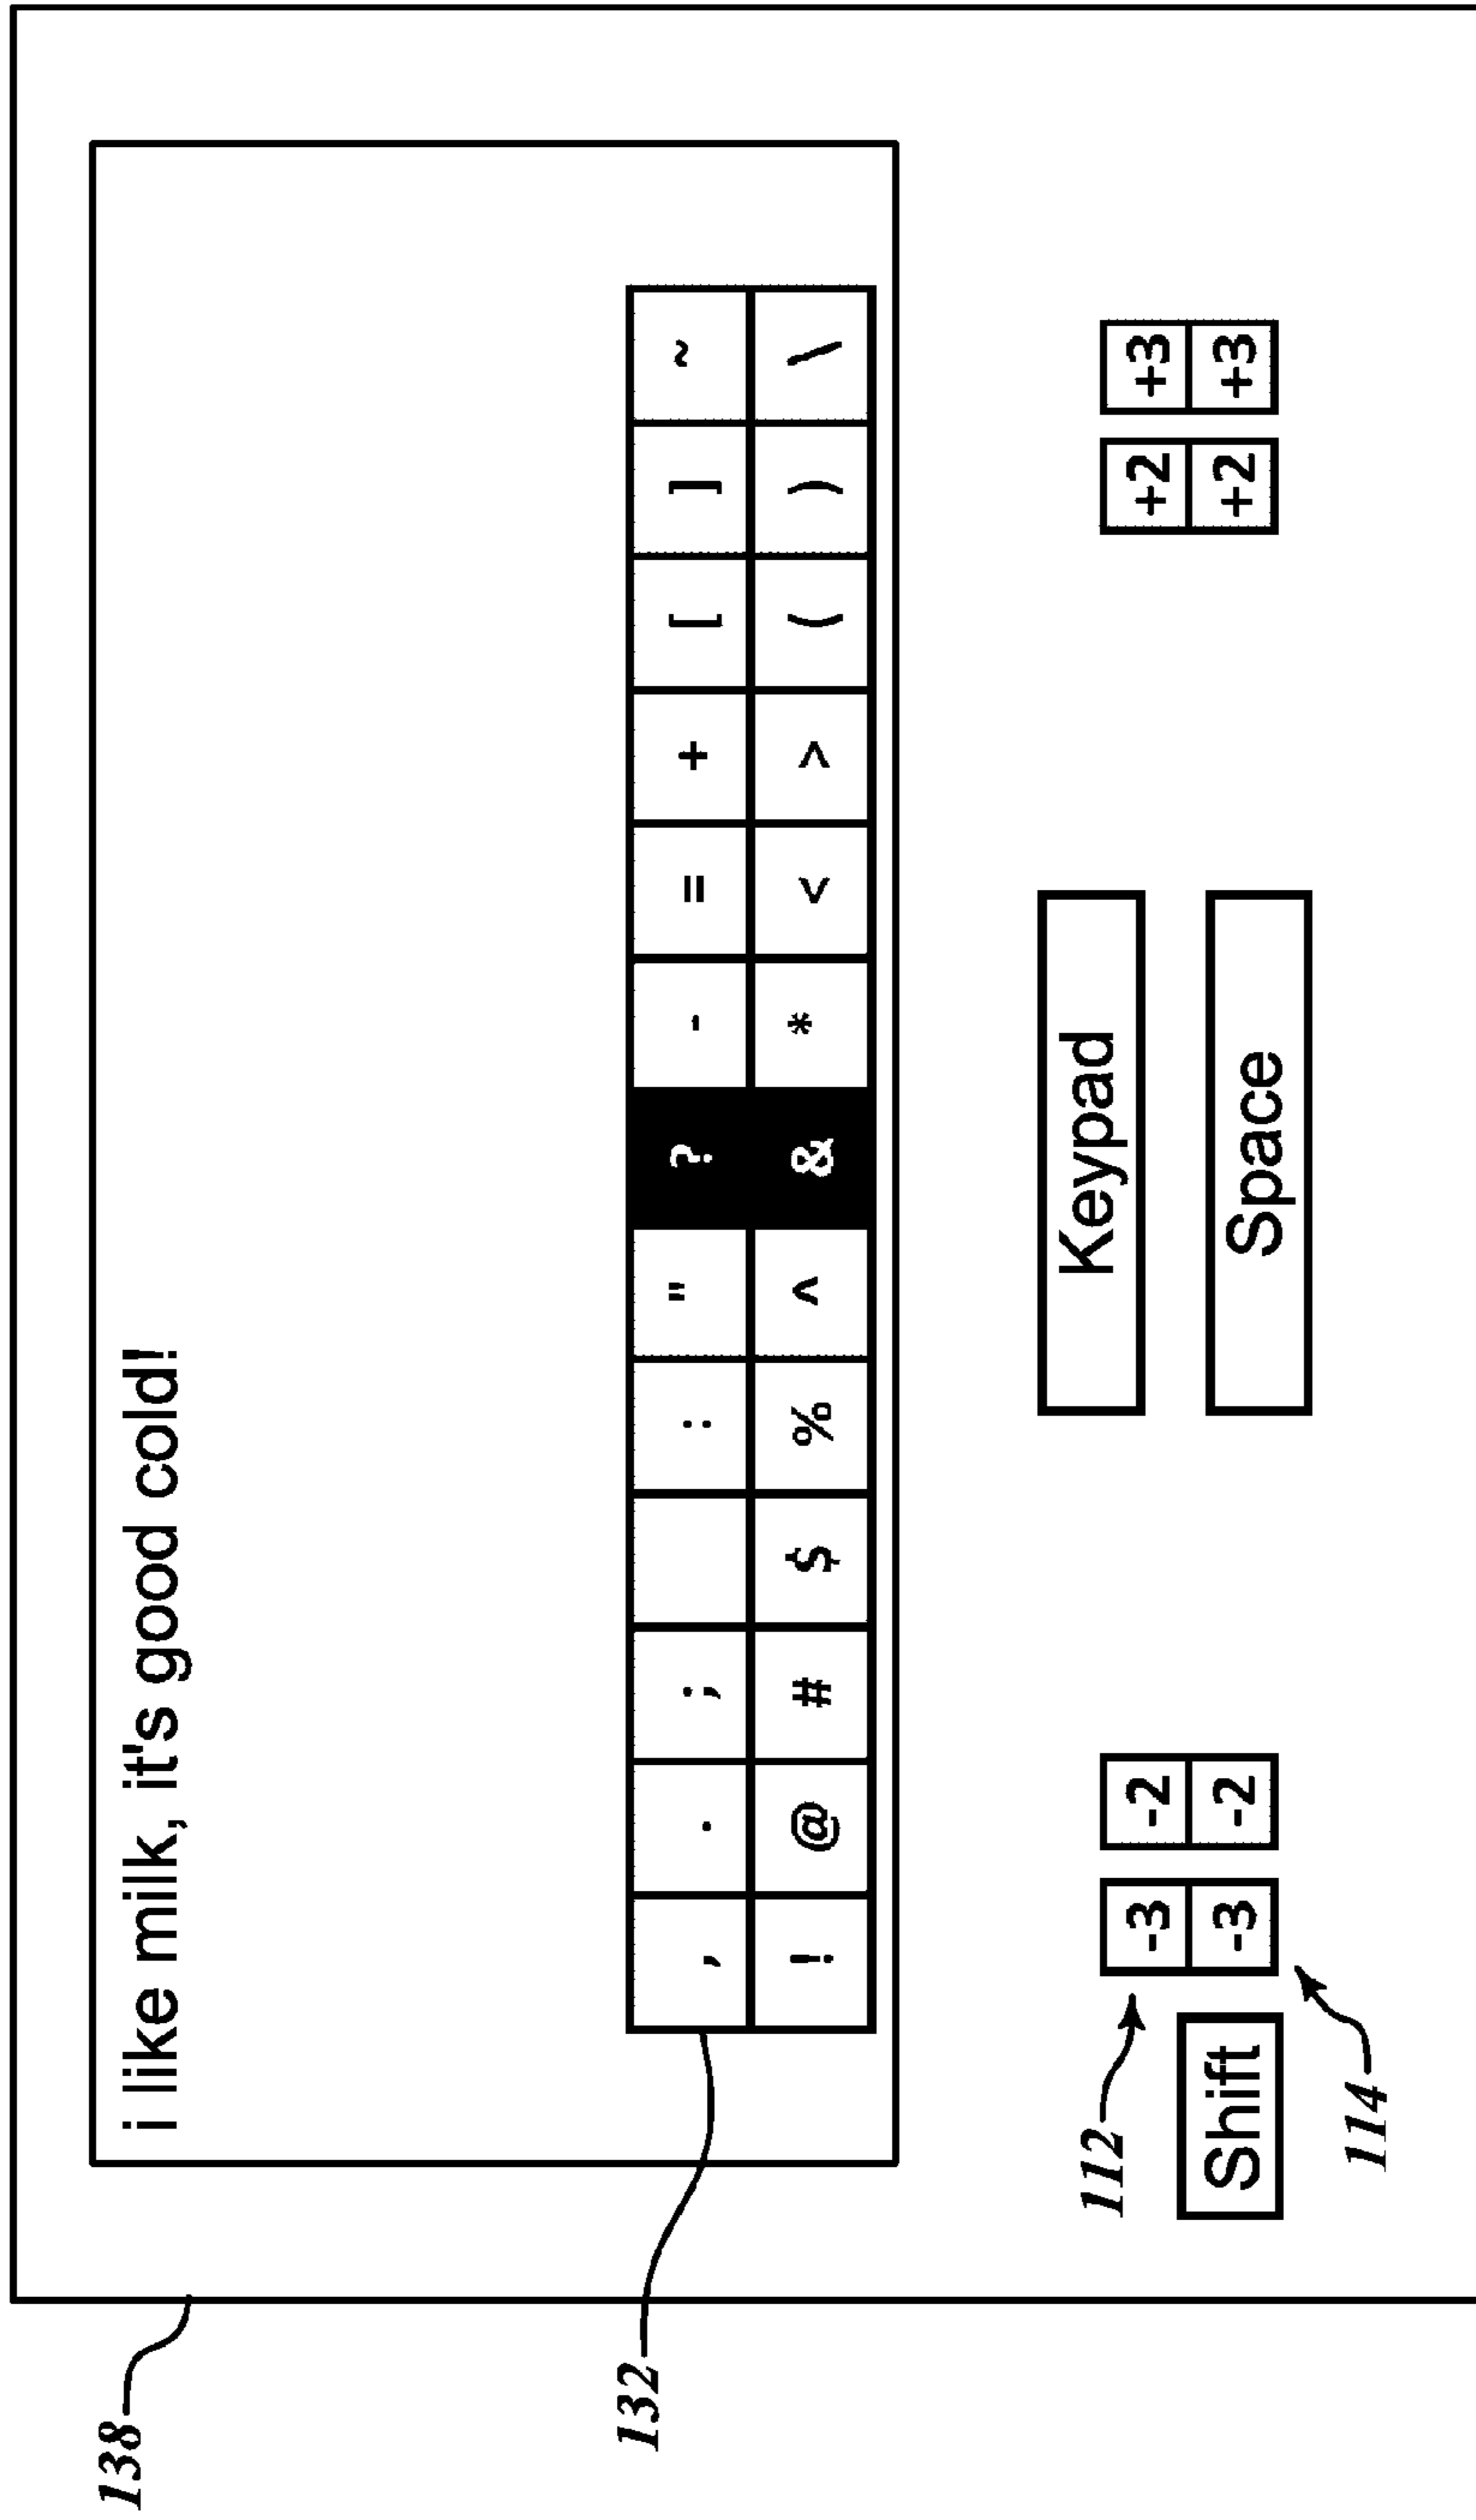 i like milk, it's good cold!
, . ; : " ? - = + [ ] ~
! @ # $ % ^ & * < > ( ) \
138
132
112
114
-3 -2 +2 +3
-3 -2 +2 +3
Keypad
Shift
Space